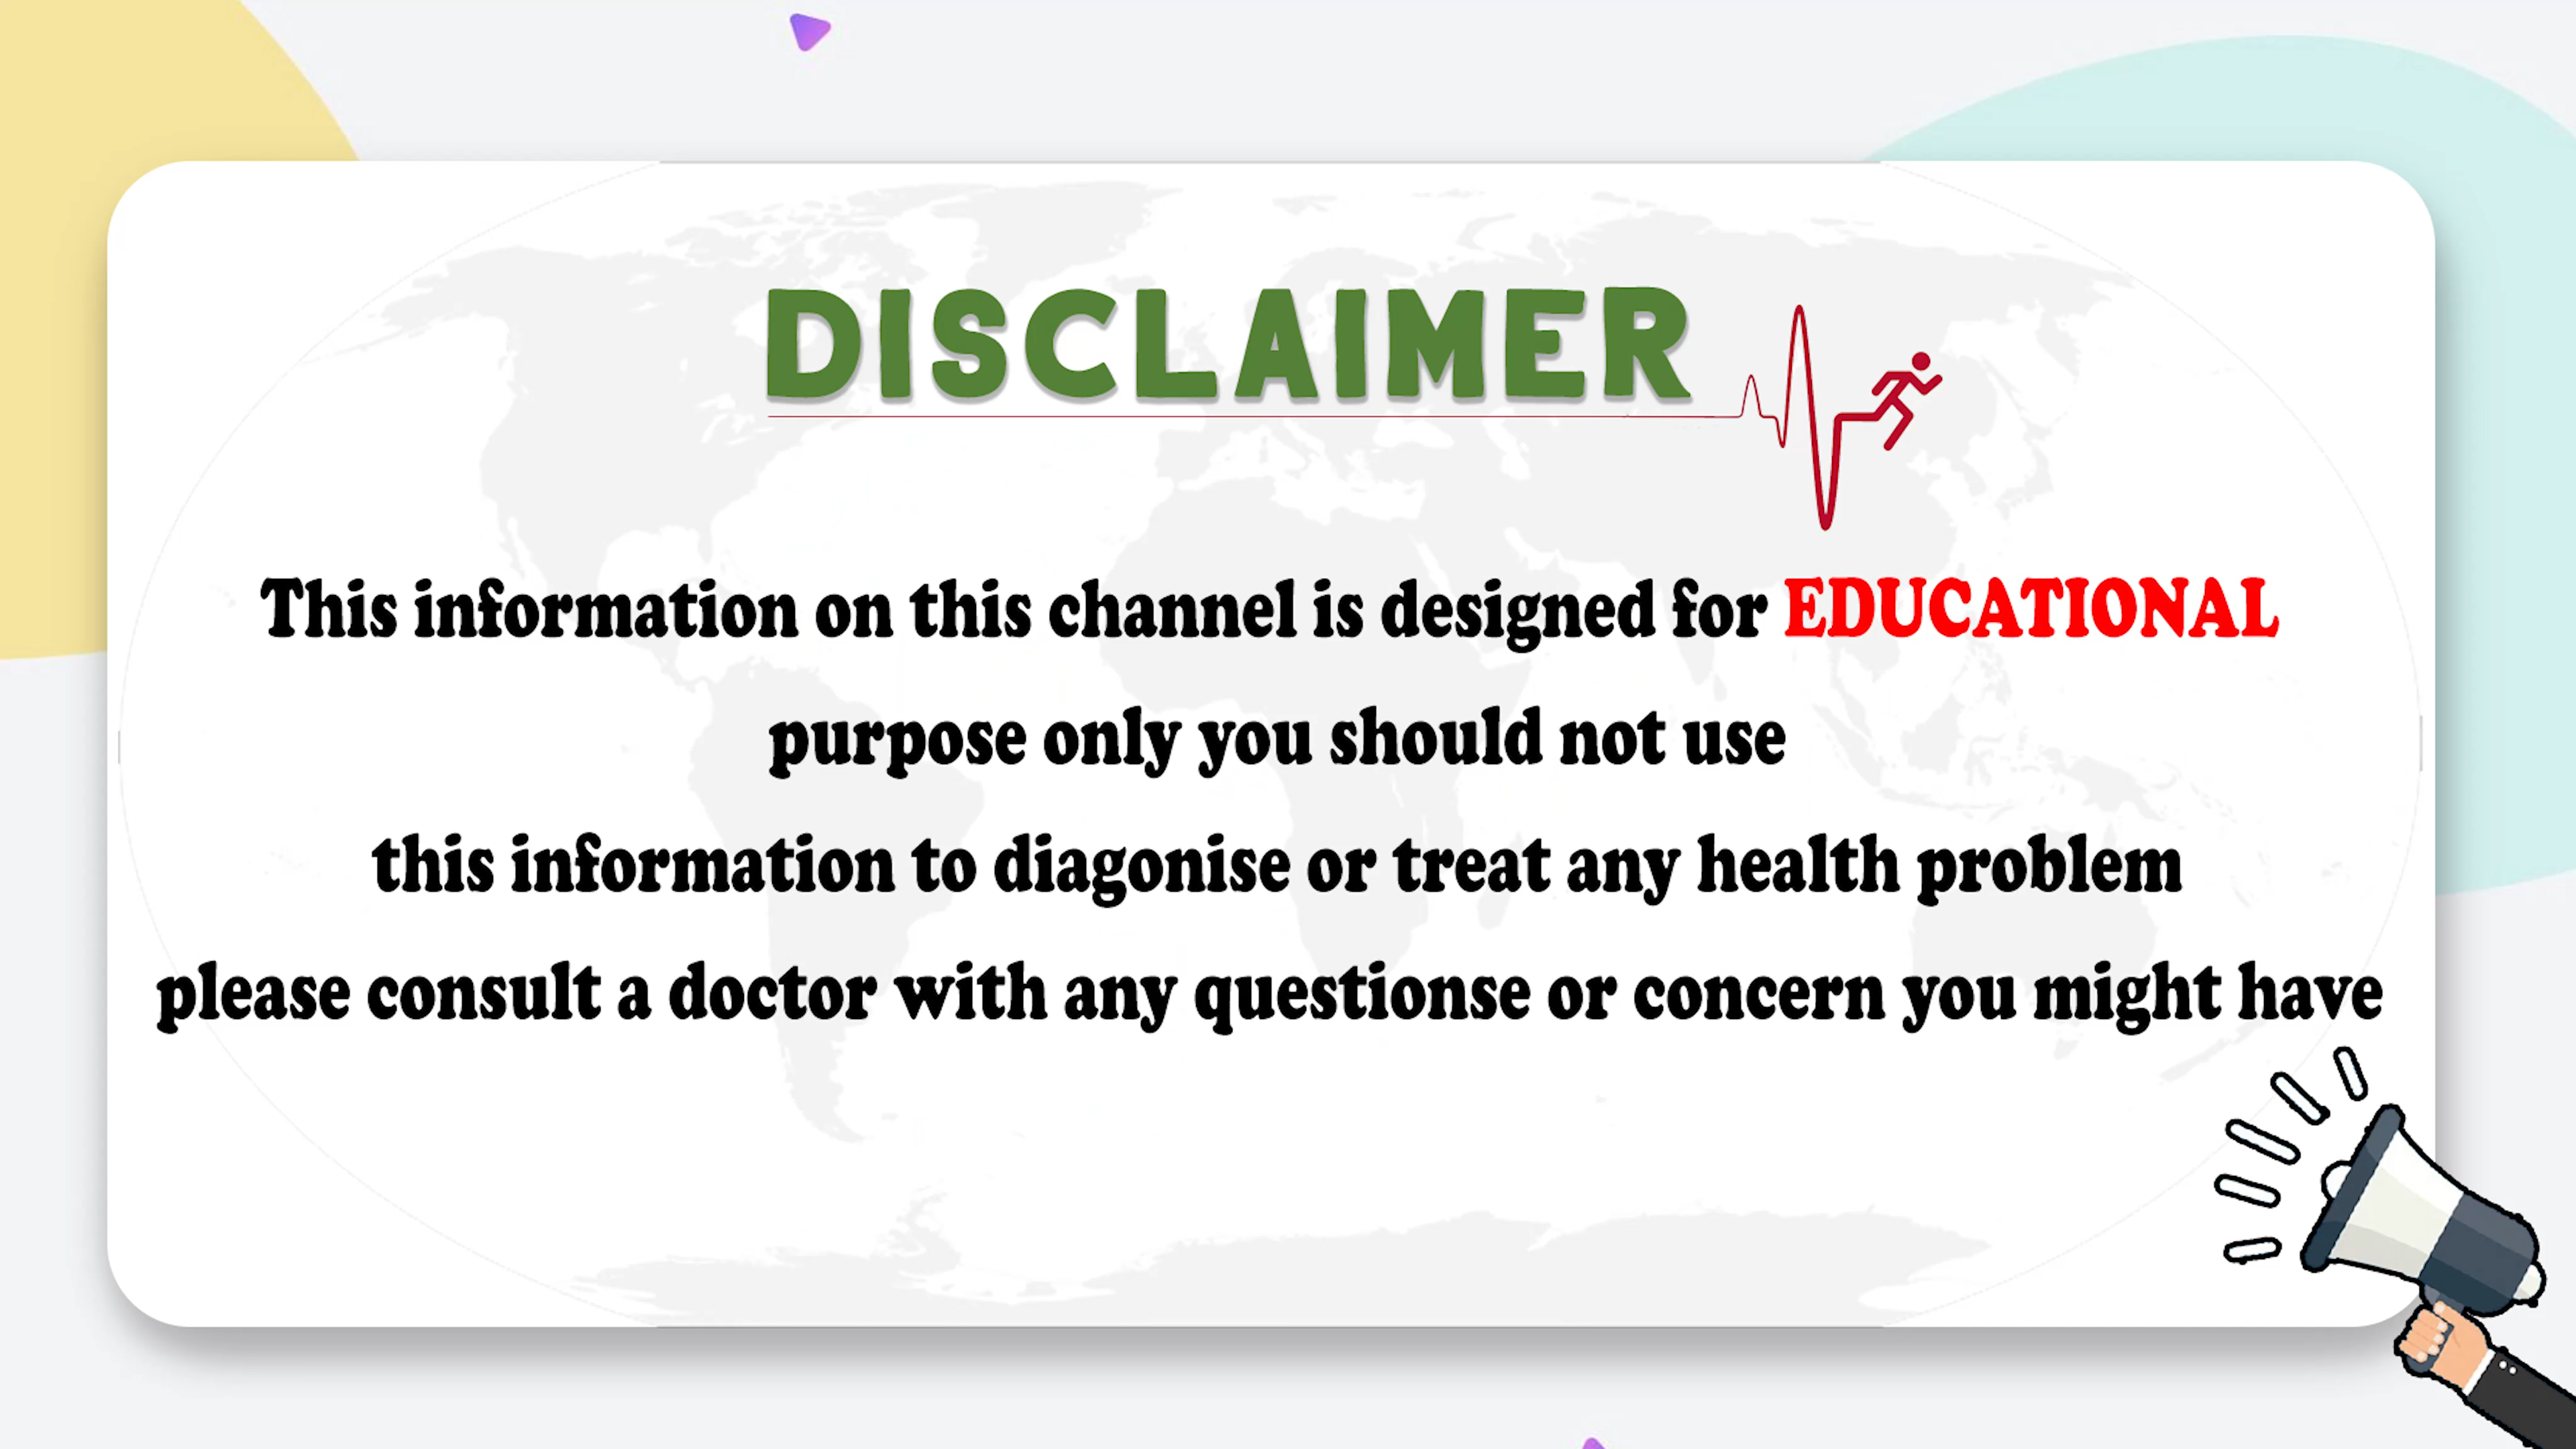 DISCLAIMER
This information on this channel is designed for EDUCATIONAL
purpose only you should not use
this information to diagonise or treat any health problem
please consult a doctor with any questionse or concern you might have